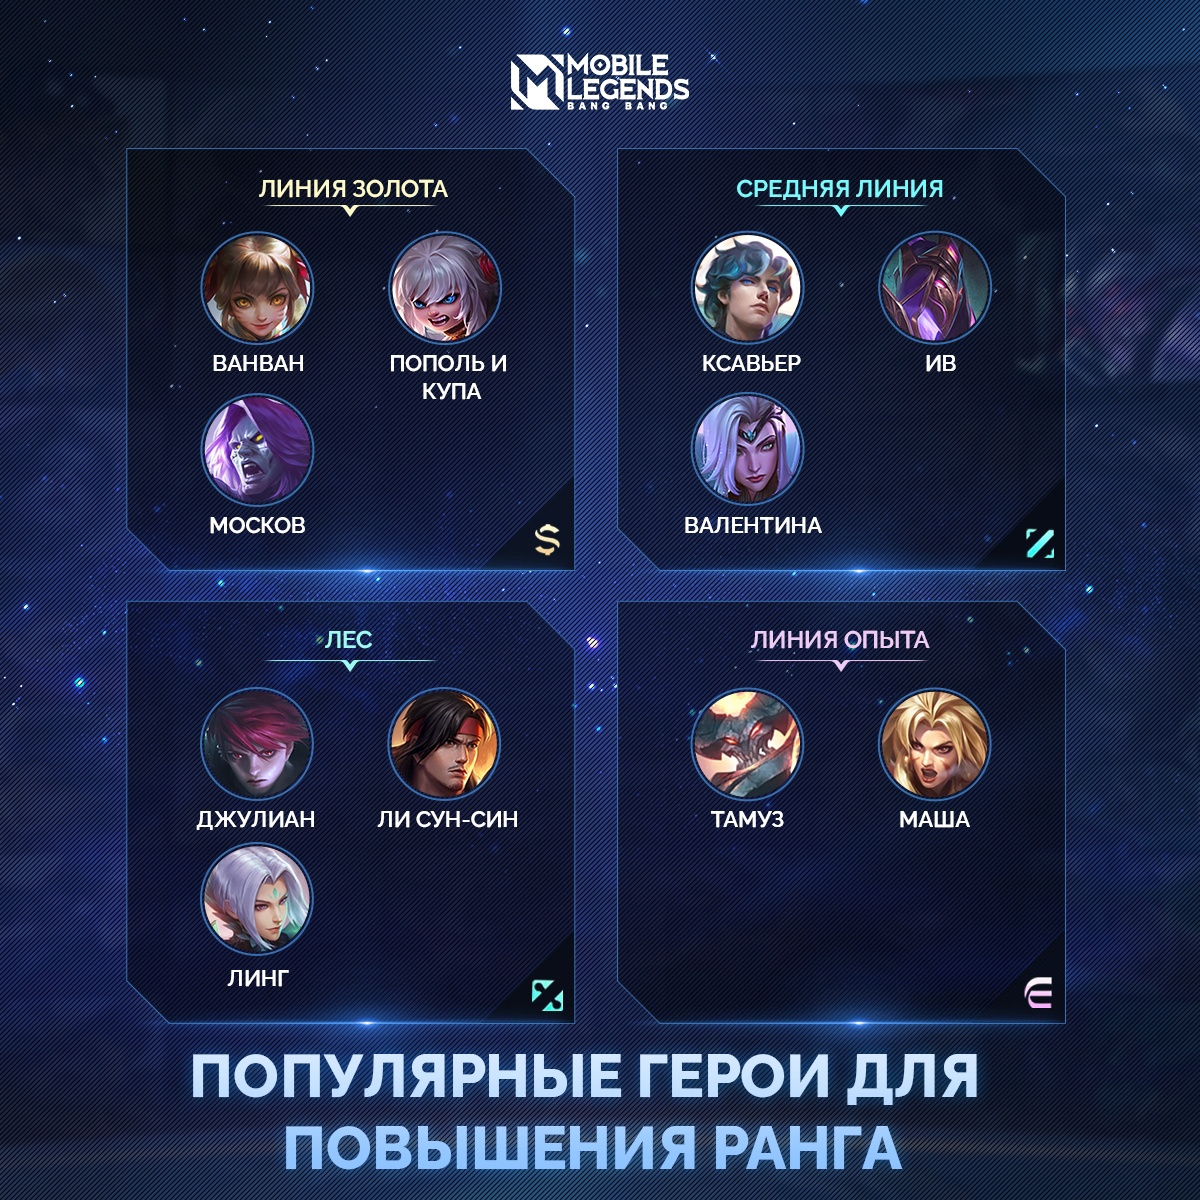 MOBILE
LEGENDS
BANG BANG
ЛИНИЯ ЗОЛОТА
ВАНВАН
ПОПОЛЬ И
КУПА
МОСКОВ
СРЕДНЯЯ ЛИНИЯ
КСАВЬЕР
ИВ
ВАЛЕНТИНА
ЛЕС
ДЖУЛИАН
ЛИ СУН-СИН
ЛИНГ
ЛИНИЯ ОПЫТА
ТАМУЗ
МАША
ПОПУЛЯРНЫЕ ГЕРОИ ДЛЯ
ПОВЫШЕНИЯ РАНГА